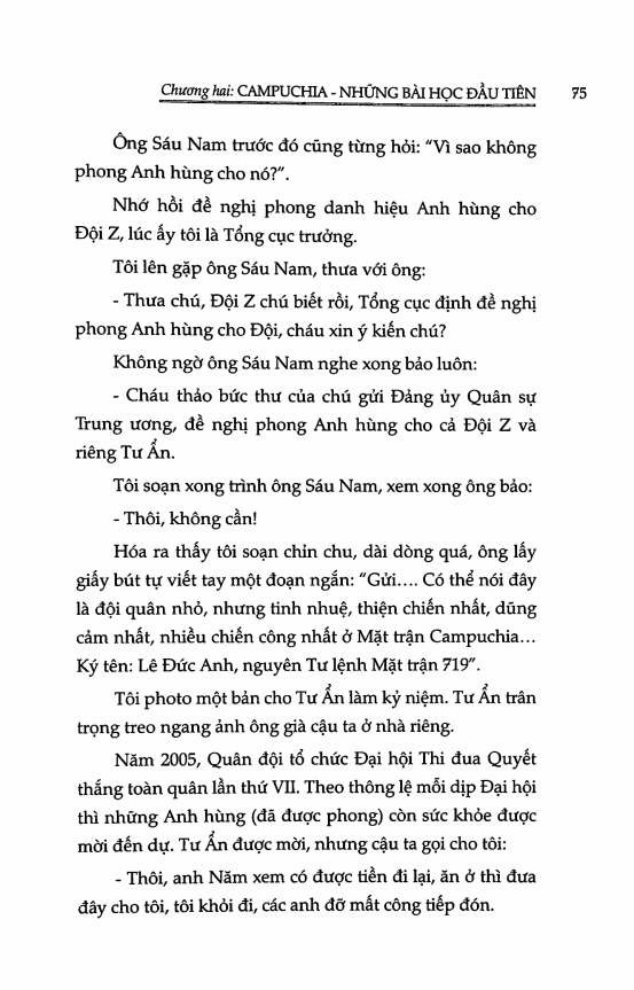 Chương hai: CAMPUCHIA - NHỮNG BÀI HỌC ĐẦU TIÊN 75
Ông Sáu Nam trước đó cũng từng hỏi: "Vì sao không
phong Anh hùng cho nó?".
Nhớ hồi đề nghị phong danh hiệu Anh hùng cho
Đội Z, lúc ấy tôi là Tổng cục trưởng.
Tôi lên gặp ông Sáu Nam, thưa với ông:
- Thưa chú, Đội Z chú biết rồi, Tổng cục định đề nghị
phong Anh hùng cho Đội, cháu xin ý kiến chú?
Không ngờ ông Sáu Nam nghe xong bảo luôn:
- Cháu thảo bức thư của chú gửi Đảng ủy Quân sự
Trung ương, đề nghị phong Anh hùng cho cả Đội Z và
riêng Tư Ẩn.
Tôi soạn xong trình ông Sáu Nam, xem xong ông bảo:
- Thôi, không cần!
Hóa ra thấy tôi soạn chỉn chu, dài dòng quá, ông lấy
giấy bút tự viết tay một đoạn ngắn: "Gửi.... Có thể nói đây
là đội quân nhỏ, nhưng tinh nhuệ, thiện chiến nhất, dũng
cảm nhất, nhiều chiến công nhất ở Mặt trận Campuchia...
Ký tên: Lê Đức Anh, nguyên Tư lệnh Mặt trận 719".
Tôi photo một bản cho Tư Ẩn làm kỷ niệm. Tư Ẩn trân
trọng treo ngang ảnh ông già cậu ta ở nhà riêng.
Năm 2005, Quân đội tổ chức Đại hội Thi đua Quyết
thắng toàn quân lần thứ VII. Theo thông lệ mỗi dịp Đại hội
thì những Anh hùng (đã được phong) còn sức khỏe được
mời đến dự. Tư Ẩn được mời, nhưng cậu ta gọi cho tôi:
- Thôi, anh Năm xem có được tiền đi lại, ăn ở thì đưa
đây cho tôi, tôi khỏi đi, các anh đỡ mất công tiếp đón.